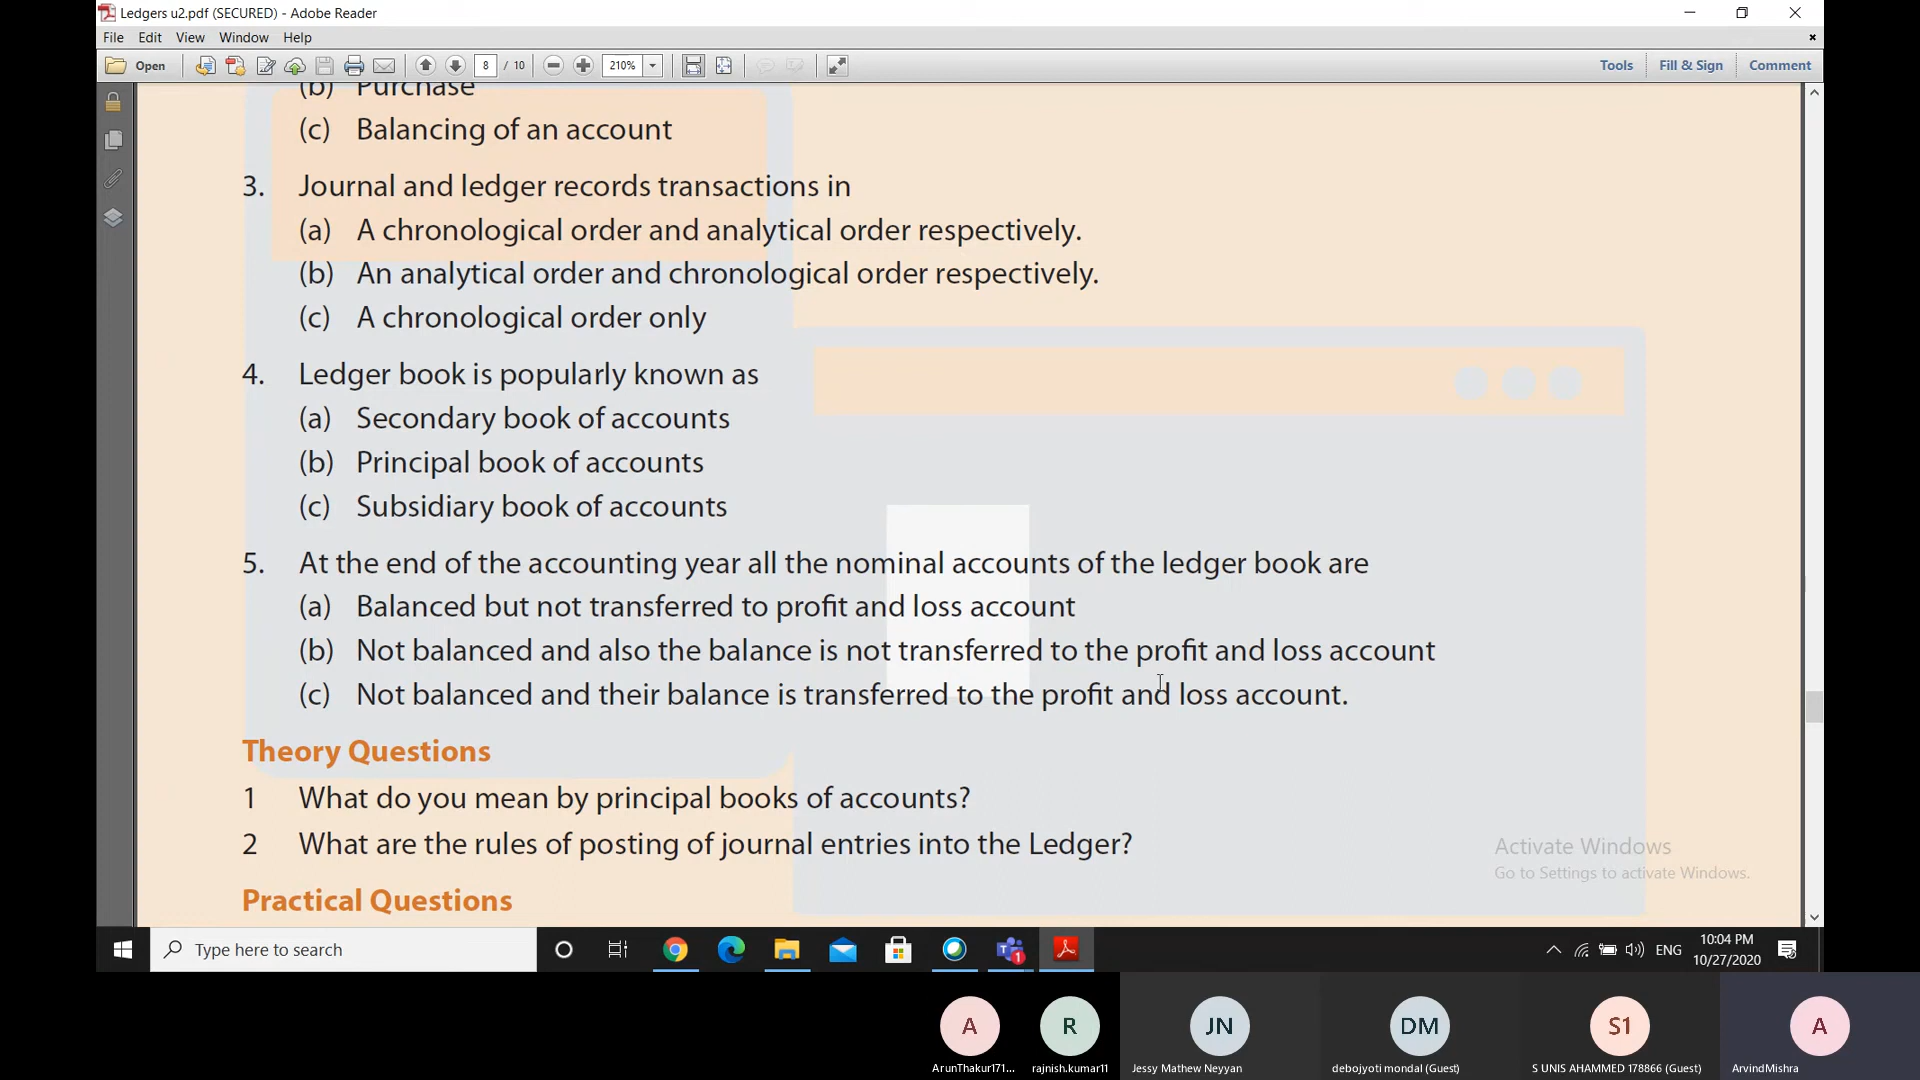 Ledgers u2.pdf (SECURED) - Adobe Reader
File Edit View Window Help
Open 8 / 10 210% Tools Fill & Sign Comment
(b) Purchase
(c) Balancing of an account
3. Journal and ledger records transactions in
(a) A chronological order and analytical order respectively.
(b) An analytical order and chronological order respectively.
(c) A chronological order only
4. Ledger book is popularly known as
(a) Secondary book of accounts
(b) Principal book of accounts
(c) Subsidiary book of accounts
5. At the end of the accounting year all the nominal accounts of the ledger book are
(a) Balanced but not transferred to profit and loss account
(b) Not balanced and also the balance is not transferred to the profit and loss account
(c) Not balanced and their balance is transferred to the profit and loss account.
Theory Questions
1 What do you mean by principal books of accounts?
2 What are the rules of posting of journal entries into the Ledger?
Activate Windows
Go to Settings to activate Windows.
Practical Questions
Type here to search 1 ENG 10:04 PM
10/27/2020
A R JN DM S1 A
ArunThakur171... rajnish.kumar11 Jessy Mathew Neyyan debojyoti mondal (Guest) S UNIS AHAMMED 178866 (Guest) ArvindMishra